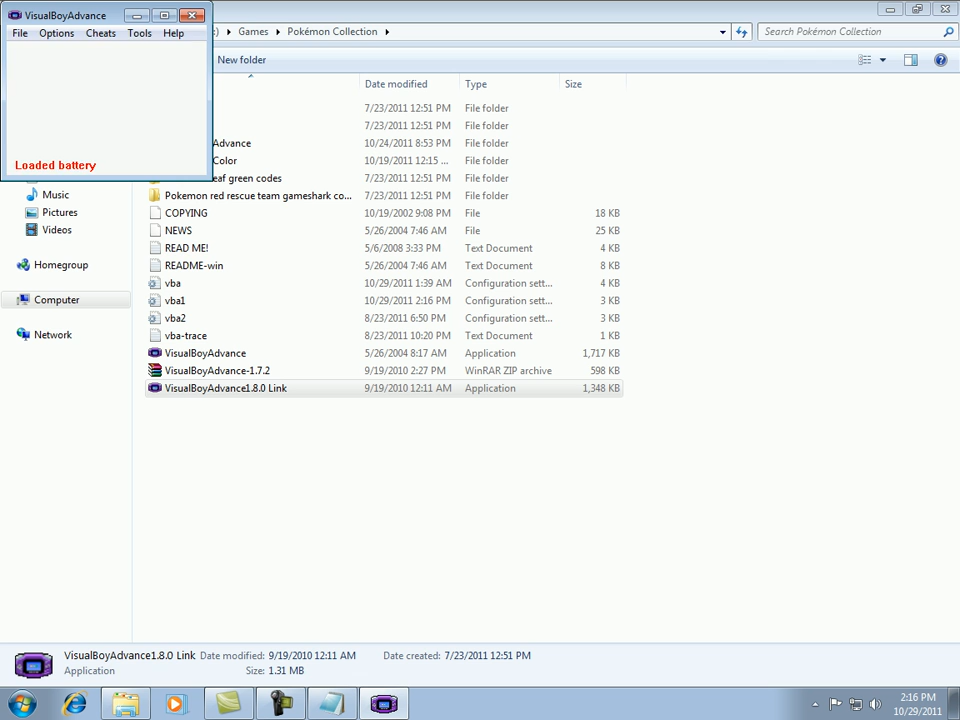 VisualBoyAdvance
File Options Cheats Tools Help
Loaded battery
Games Pokémon Collection
Search Pokémon Collection
New folder
Date modified Type Size
7/23/2011 12:51 PM File folder
7/23/2011 12:51 PM File folder
Advance 10/24/2011 8:53 PM File folder
Color 10/19/2011 12:15 ... File folder
eaf green codes 7/23/2011 12:51 PM File folder
Pokemon red rescue team gameshark co... 7/23/2011 12:51 PM File folder
COPYING 10/19/2002 9:08 PM File 18 KB
NEWS 5/26/2004 7:46 AM File 25 KB
READ ME! 5/6/2008 3:33 PM Text Document 4 KB
README-win 5/26/2004 7:46 AM Text Document 8 KB
vba 10/29/2011 1:39 AM Configuration sett... 4 KB
vba1 10/29/2011 2:16 PM Configuration sett... 3 KB
vba2 8/23/2011 6:50 PM Configuration sett... 3 KB
vba-trace 8/23/2011 10:20 PM Text Document 1 KB
VisualBoyAdvance 5/26/2004 8:17 AM Application 1,717 KB
VisualBoyAdvance-1.7.2 9/19/2010 2:27 PM WinRAR ZIP archive 598 KB
VisualBoyAdvance1.8.0 Link 9/19/2010 12:11 AM Application 1,348 KB
Music
Pictures
Videos
Homegroup
Computer
Network
VisualBoyAdvance1.8.0 Link Date modified: 9/19/2010 12:11 AM Date created: 7/23/2011 12:51 PM
Application Size: 1.31 MB
2:16 PM
10/29/2011